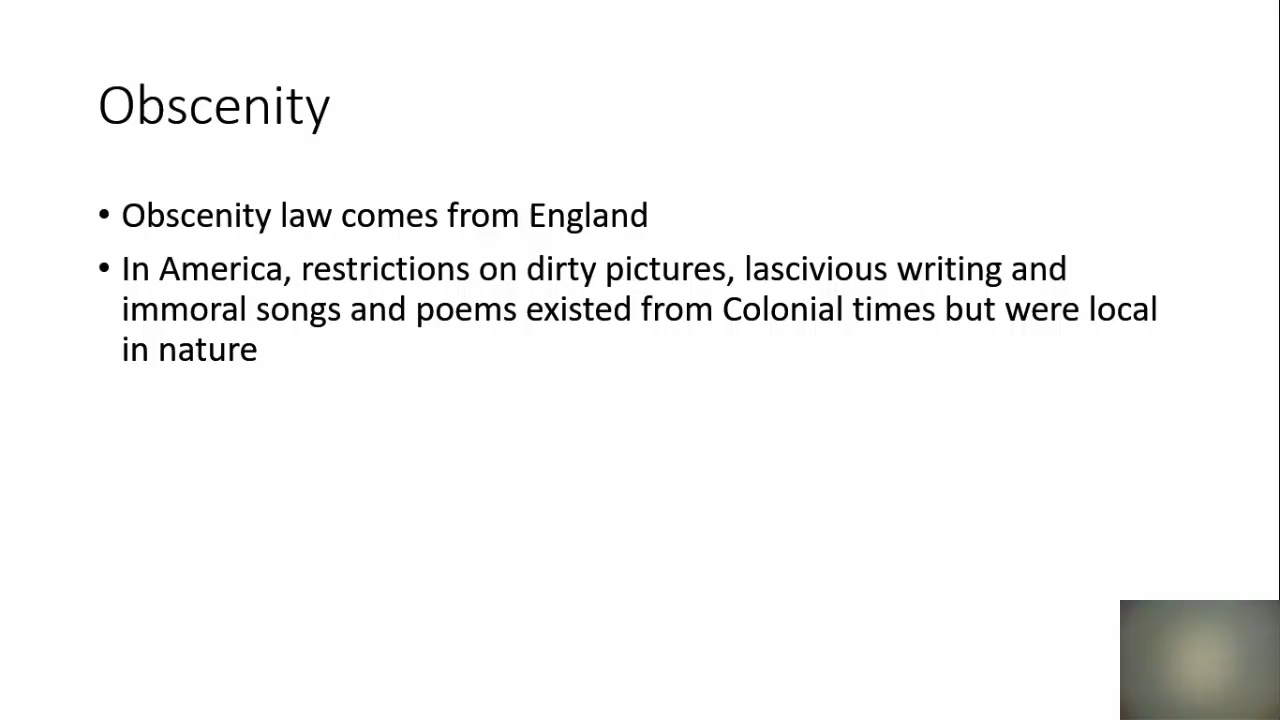 Obscenity
• Obscenity law comes from England
• In America, restrictions on dirty pictures, lascivious writing and
immoral songs and poems existed from Colonial times but were local
in nature